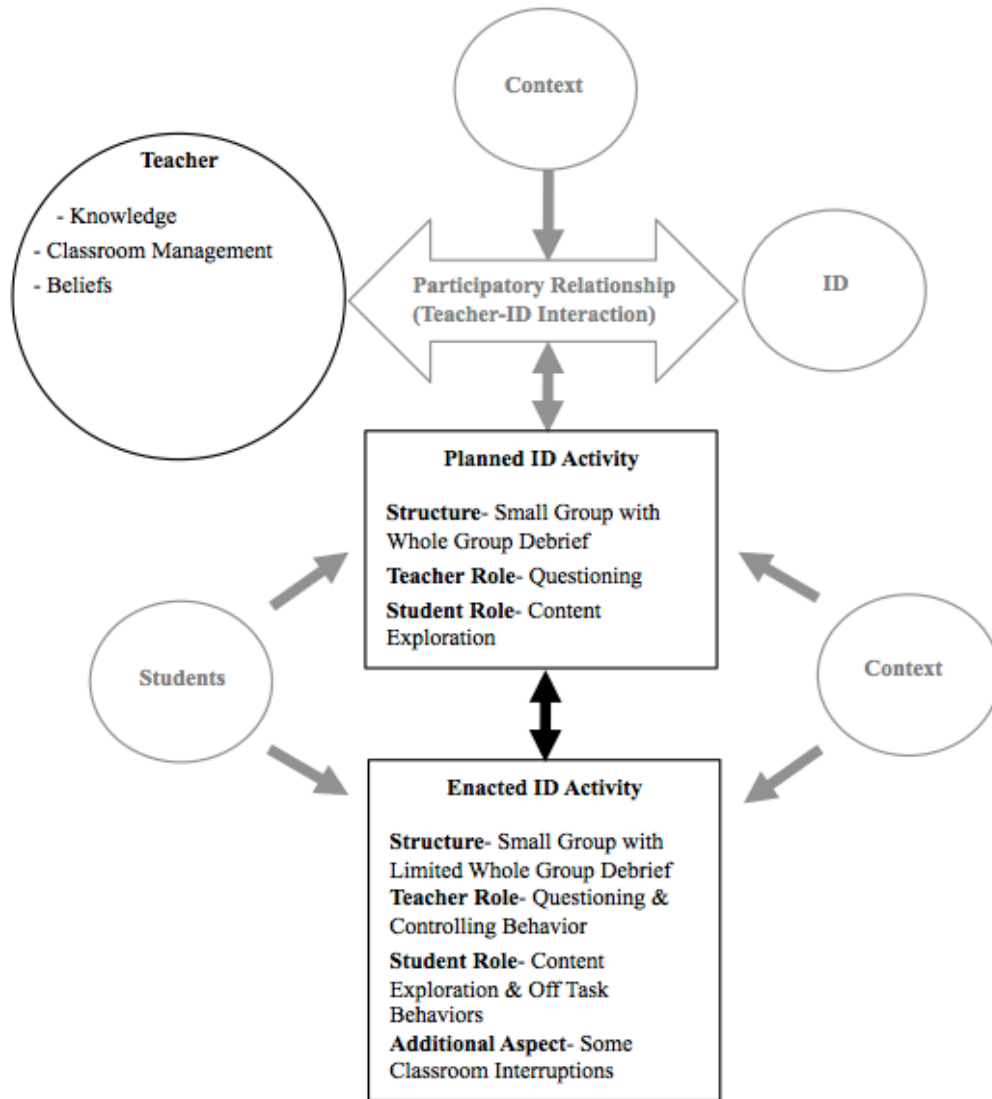 Context
Teacher
- Knowledge
- Classroom Management
- Beliefs
Participatory Relationship
(Teacher-ID Interaction)
ID
Planned ID Activity
Structure- Small Group with
Whole Group Debrief
Teacher Role- Questioning
Student Role- Content
Exploration
Students
Context
Enacted ID Activity
Structure- Small Group with
Limited Whole Group Debrief
Teacher Role- Questioning &
Controlling Behavior
Student Role- Content
Exploration & Off Task
Behaviors
Additional Aspect- Some
Classroom Interruptions